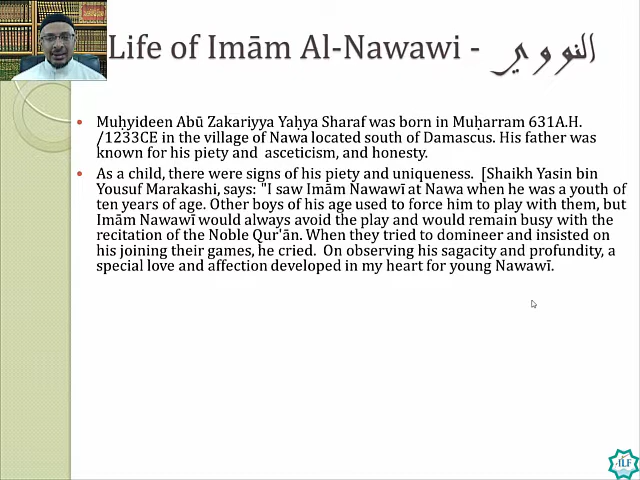 Life of Imām Al-Nawawi - النووي
• Muḥyideen Abū Zakariyya Yaḥya Sharaf was born in Muḥarram 631A.H.
/1233CE in the village of Nawa located south of Damascus. His father was
known for his piety and asceticism, and honesty.
• As a child, there were signs of his piety and uniqueness. [Shaikh Yasin bin
Yousuf Marakashi, says: "I saw Imām Nawawī at Nawa when he was a youth of
ten years of age. Other boys of his age used to force him to play with them, but
Imām Nawawī would always avoid the play and would remain busy with the
recitation of the Noble Qur'ān. When they tried to domineer and insisted on
his joining their games, he cried. On observing his sagacity and profundity, a
special love and affection developed in my heart for young Nawawī.
ILF